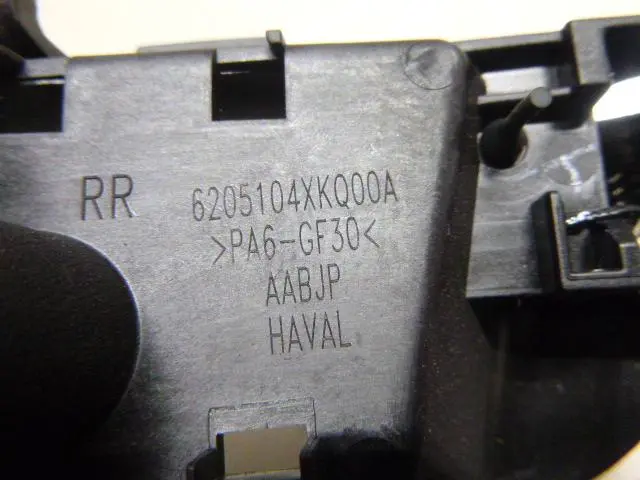 RR 6205104XKQ00A
>PA6-GF30<
AABJP
HAVAL